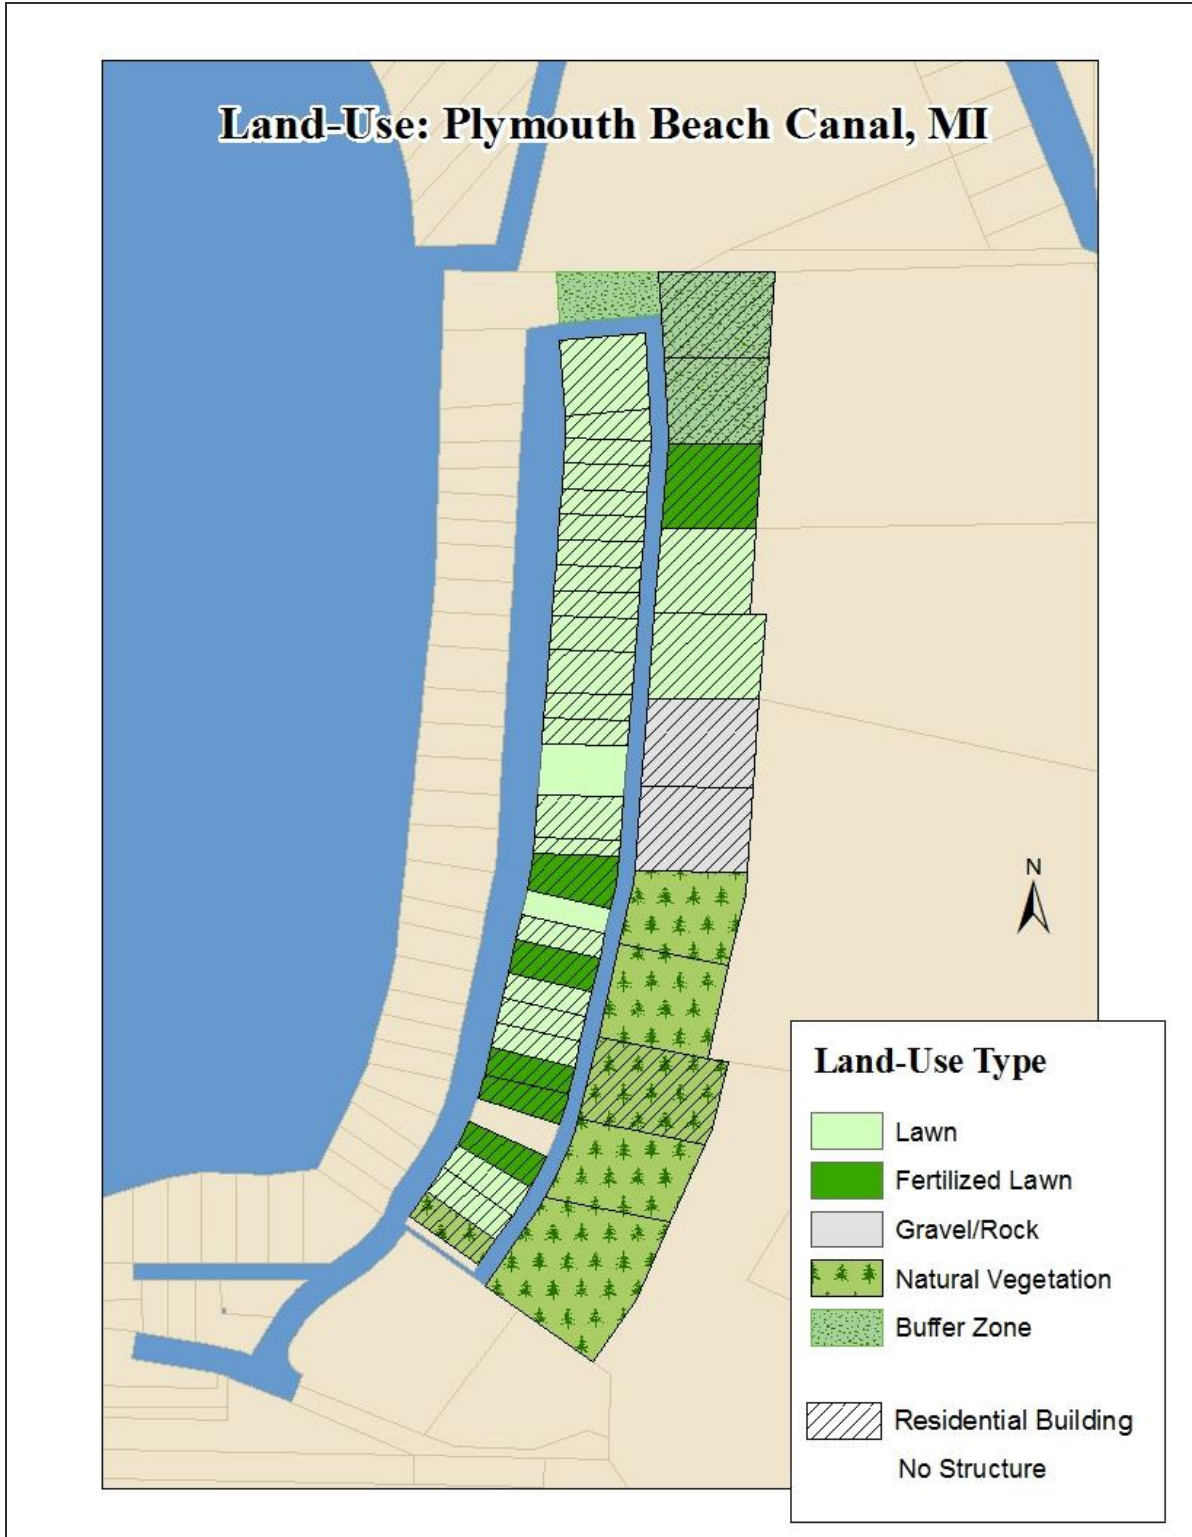 Land-Use: Plymouth Beach Canal, MI
N
Land-Use Type
Lawn
Fertilized Lawn
Gravel/Rock
Natural Vegetation
Buffer Zone
Residential Building
No Structure